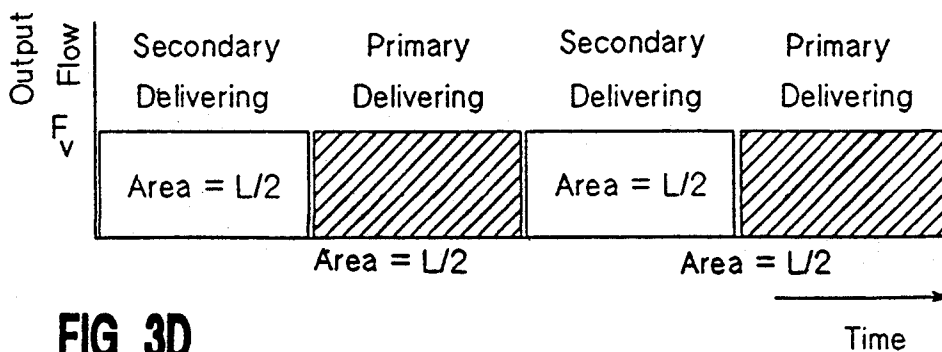 Output
Flow
<F
Secondary
Delivering
Primary
Delivering
Secondary
Delivering
Primary
Delivering
Area = L/2
Area = L/2
Area = L/2
Area = L/2
Time
FIG 3D